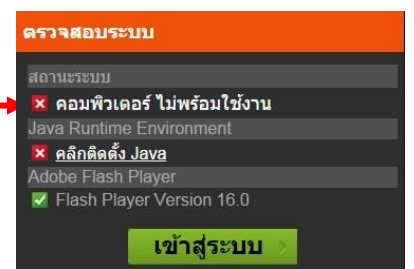 ตรวจสอบระบบ
สถานะระบบ
คอมพิวเตอร์ ไม่พร้อมใช้งาน
Java Runtime Environment
คลิกติดตั้ง Java
Adobe Flash Player
Flash Player Version 16.0
เข้าสู่ระบบ